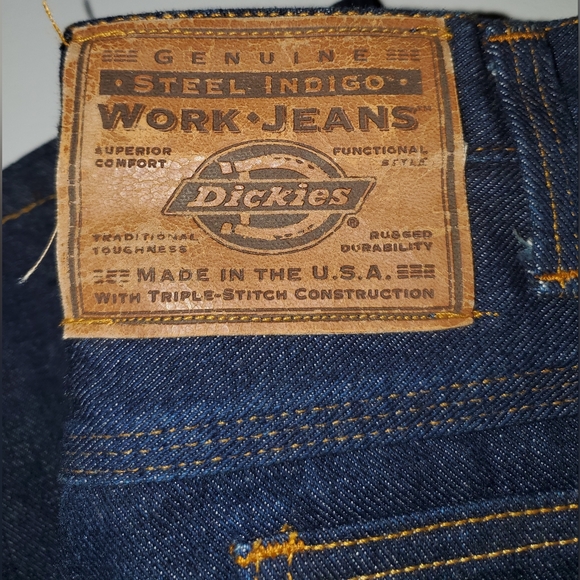 GENUINE
STEEL INDIGO
WORK · JEANS
SUPERIOR COMFORT
FUNCTIONAL STYLE
Dickies ®
TRADITIONAL TOUGHNESS
RUGGED DURABILITY
MADE IN THE U.S.A.
WITH TRIPLE-STITCH CONSTRUCTION